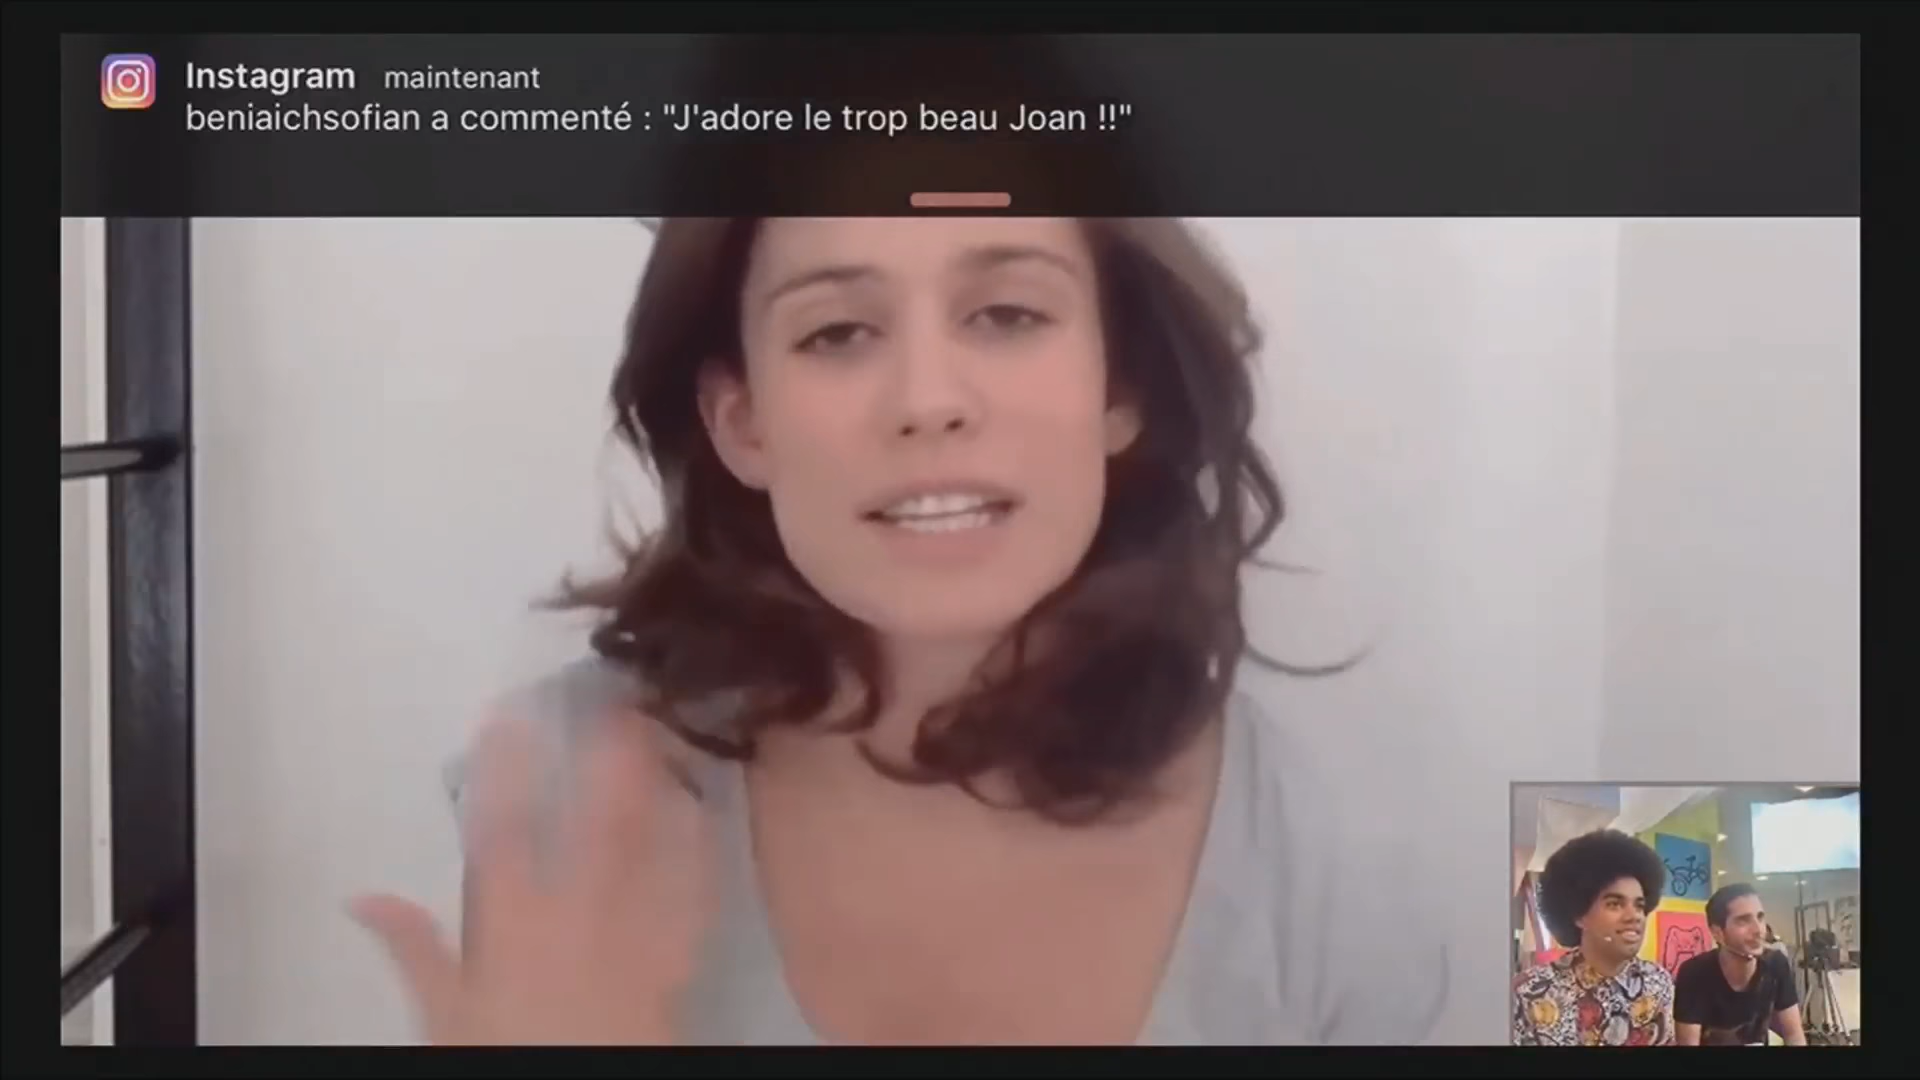 Instagram maintenant
beniaichsofian a commenté : "J'adore le trop beau Joan !!"